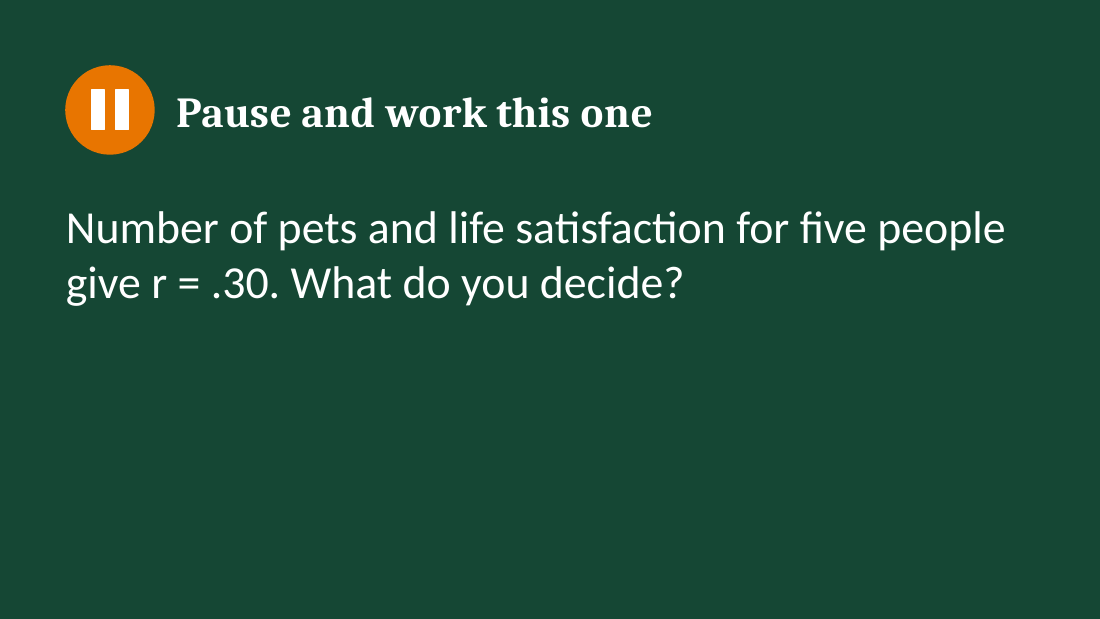 Pause and work this one
Number of pets and life satisfaction for five people
give r = .30. What do you decide?